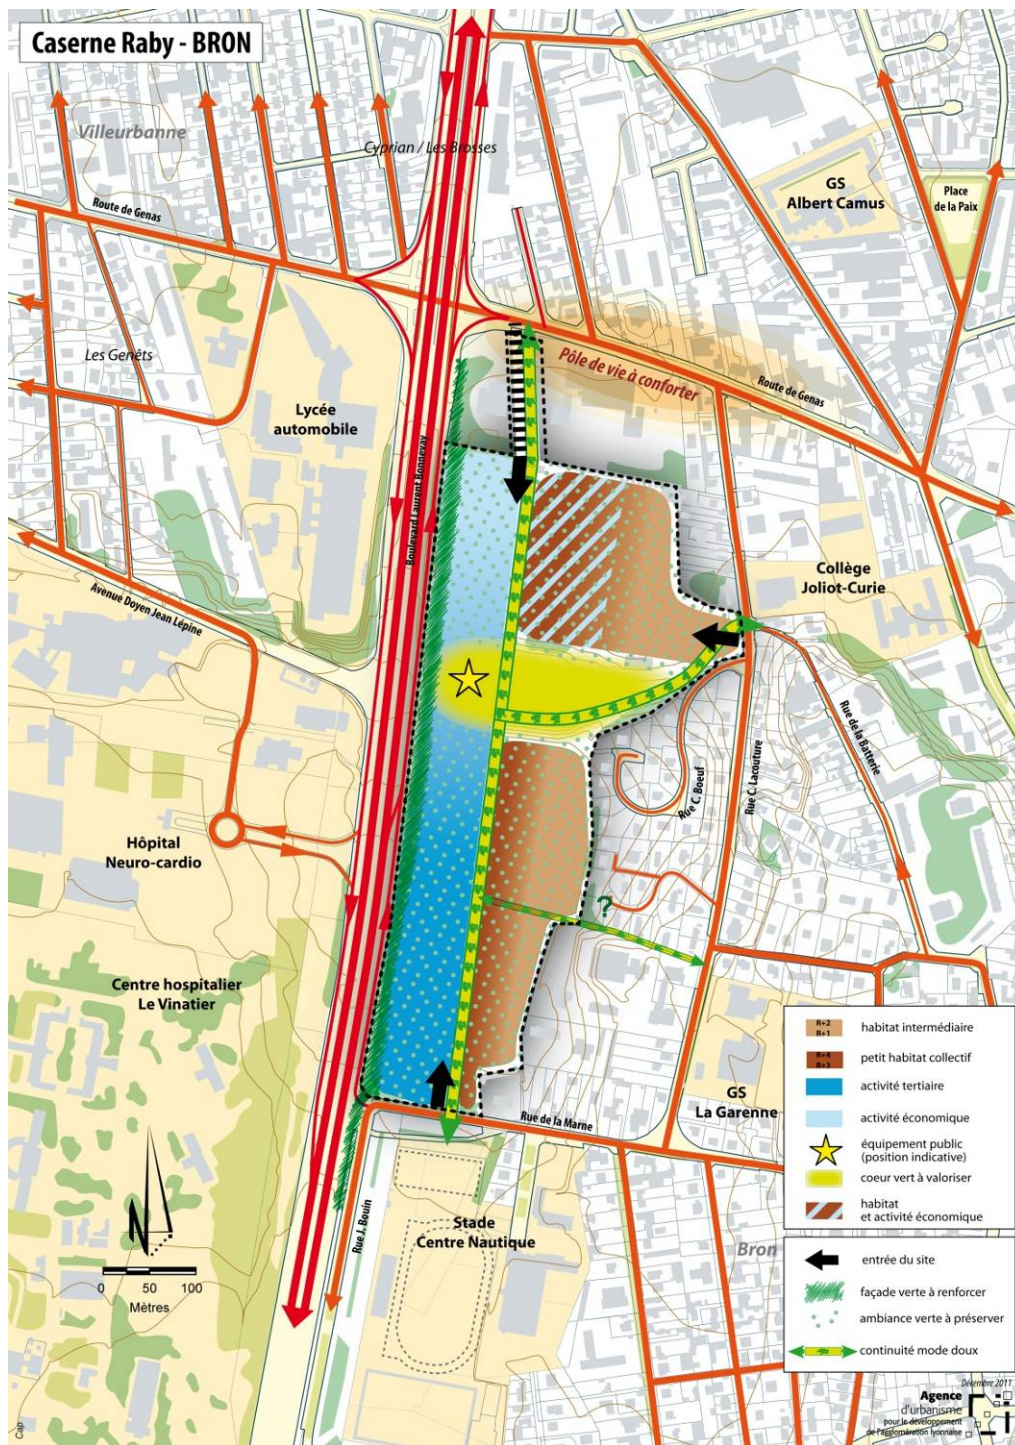 Caserne Raby - BRON
Villeurbanne
Cyprian / Les Brosses
GS
Albert Camus
Place
de la Paix
Route de Genas
Les Genêts
Pôle de vie à conforter
Route de Genas
Lycée
automobile
Boulevard Laurent Bonnevay
Collège
Joliot-Curie
Avenue Doyen Jean Lépine
Rue de la Batterie
Rue C. Lacouture
Rue C. Boeuf
Hôpital
Neuro-cardio
?
Centre hospitalier
Le Vinatier
GS
La Garenne
Rue de la Marne
Rue J. Bouin
Stade
Centre Nautique
Bron
N
0 50 100
Mètres
R+2
R+1
habitat intermédiaire
R+4
R+3
petit habitat collectif
activité tertiaire
activité économique
équipement public
(position indicative)
coeur vert à valoriser
habitat
et activité économique
entrée du site
façade verte à renforcer
ambiance verte à préserver
continuité mode doux
Décembre 2011
Agence
d'urbanisme
pour le développement
de l'agglomération lyonnaise
Cap